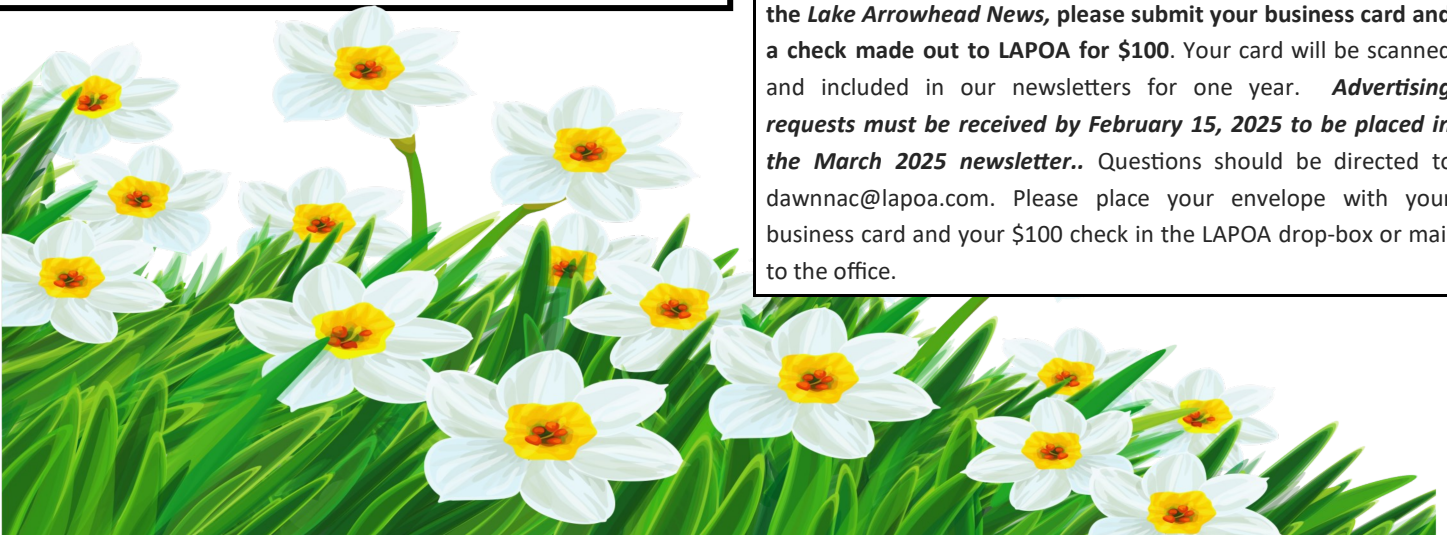 the Lake Arrowhead News, please submit your business card and
a check made out to LAPOA for $100. Your card will be scanned
and included in our newsletters for one year. Advertising
requests must be received by February 15, 2025 to be placed in
the March 2025 newsletter.. Questions should be directed to
dawnnac@lapoa.com. Please place your envelope with your
business card and your $100 check in the LAPOA drop-box or mail
to the office.